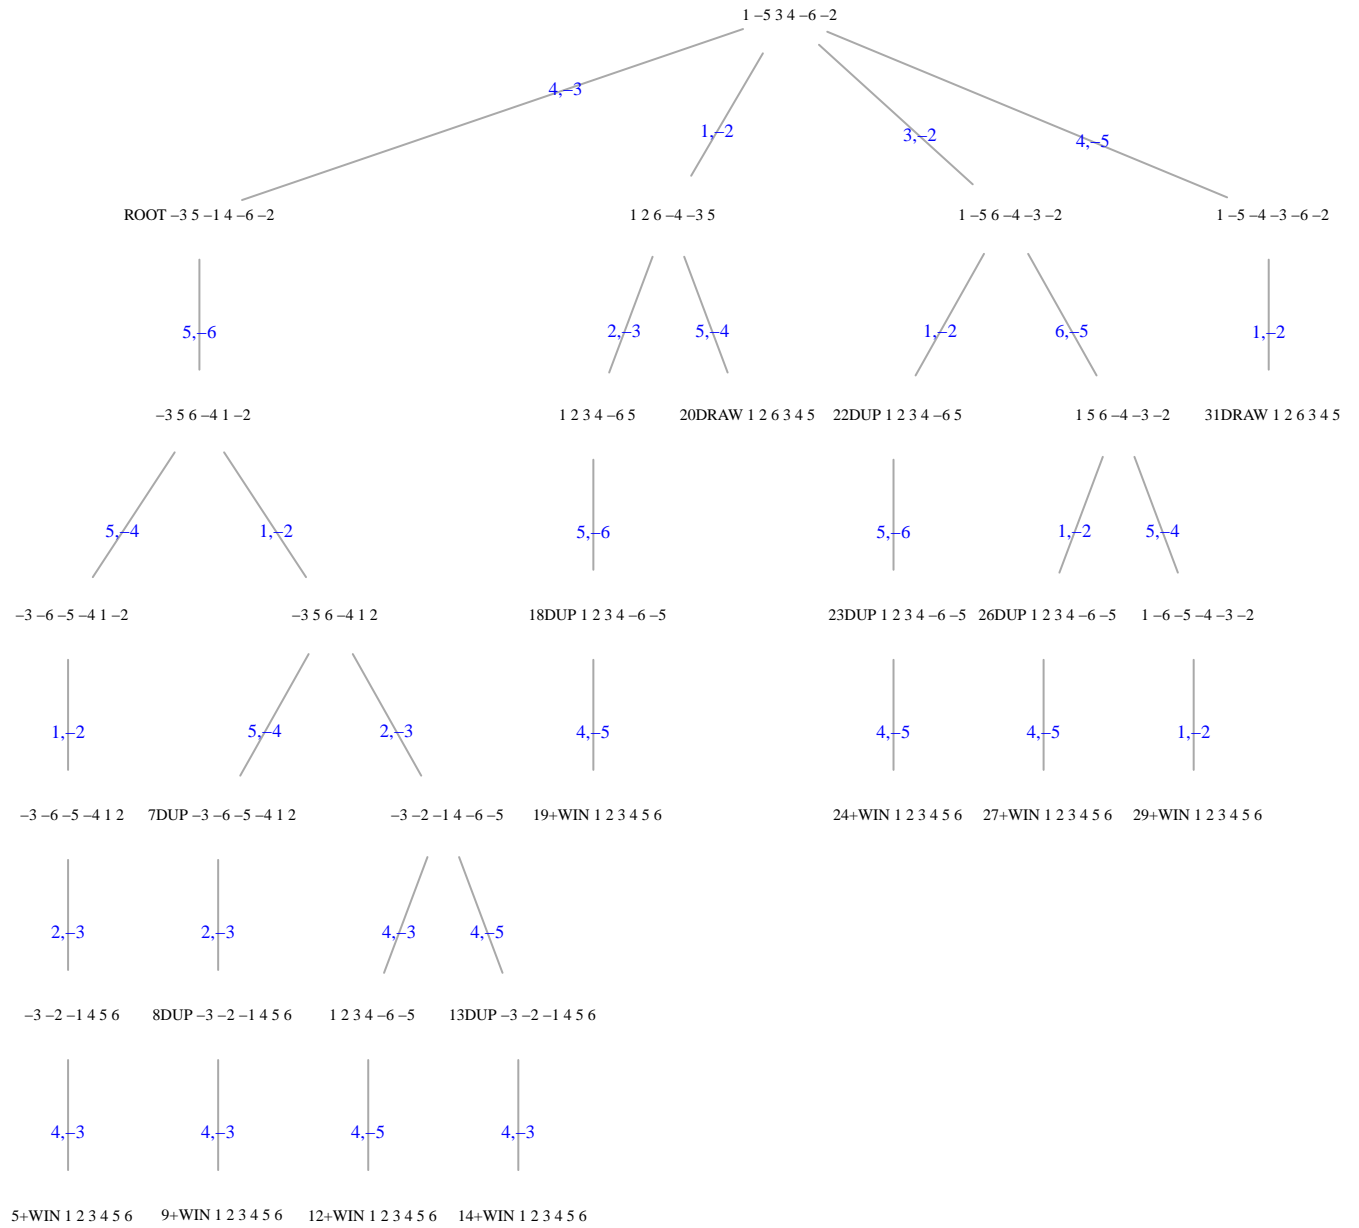 1 –5 3 4 –6 –2
4,–3
1,–2
3,–2
4,–5
ROOT –3 5 –1 4 –6 –2
1 2 6 –4 –3 5
1 –5 6 –4 –3 –2
1 –5 –4 –3 –6 –2
5,–6
2,–3
5,–4
1,–2
6,–5
1,–2
–3 5 6 –4 1 –2
1 2 3 4 –6 5
20DRAW 1 2 6 3 4 5
22DUP 1 2 3 4 –6 5
1 5 6 –4 –3 –2
31DRAW 1 2 6 3 4 5
5,–4
1,–2
5,–6
5,–6
1,–2
5,–4
–3 –6 –5 –4 1 –2
–3 5 6 –4 1 2
18DUP 1 2 3 4 –6 –5
23DUP 1 2 3 4 –6 –5
26DUP 1 2 3 4 –6 –5
1 –6 –5 –4 –3 –2
1,–2
5,–4
2,–3
4,–5
4,–5
4,–5
1,–2
–3 –6 –5 –4 1 2
7DUP –3 –6 –5 –4 1 2
–3 –2 –1 4 –6 –5
19+WIN 1 2 3 4 5 6
24+WIN 1 2 3 4 5 6
27+WIN 1 2 3 4 5 6
29+WIN 1 2 3 4 5 6
2,–3
2,–3
4,–3
4,–5
–3 –2 –1 4 5 6
8DUP –3 –2 –1 4 5 6
1 2 3 4 –6 –5
13DUP –3 –2 –1 4 5 6
4,–3
4,–3
4,–5
4,–3
5+WIN 1 2 3 4 5 6
9+WIN 1 2 3 4 5 6
12+WIN 1 2 3 4 5 6
14+WIN 1 2 3 4 5 6